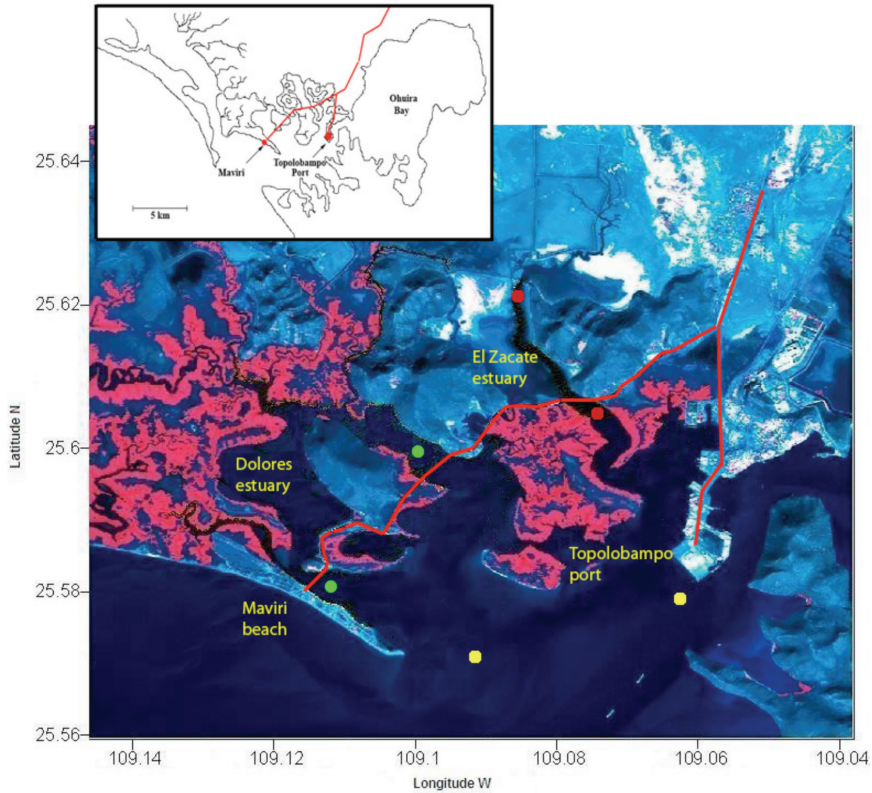 Ohuira
Bay
Maviri
Topolobampo
Port
5 km
25.64
25.62
25.6
25.58
25.56
Latitude N
El Zacate
estuary
Dolores
estuary
Topolobampo
port
Maviri
beach
109.14
109.12
109.1
109.08
109.06
109.04
Longitude W